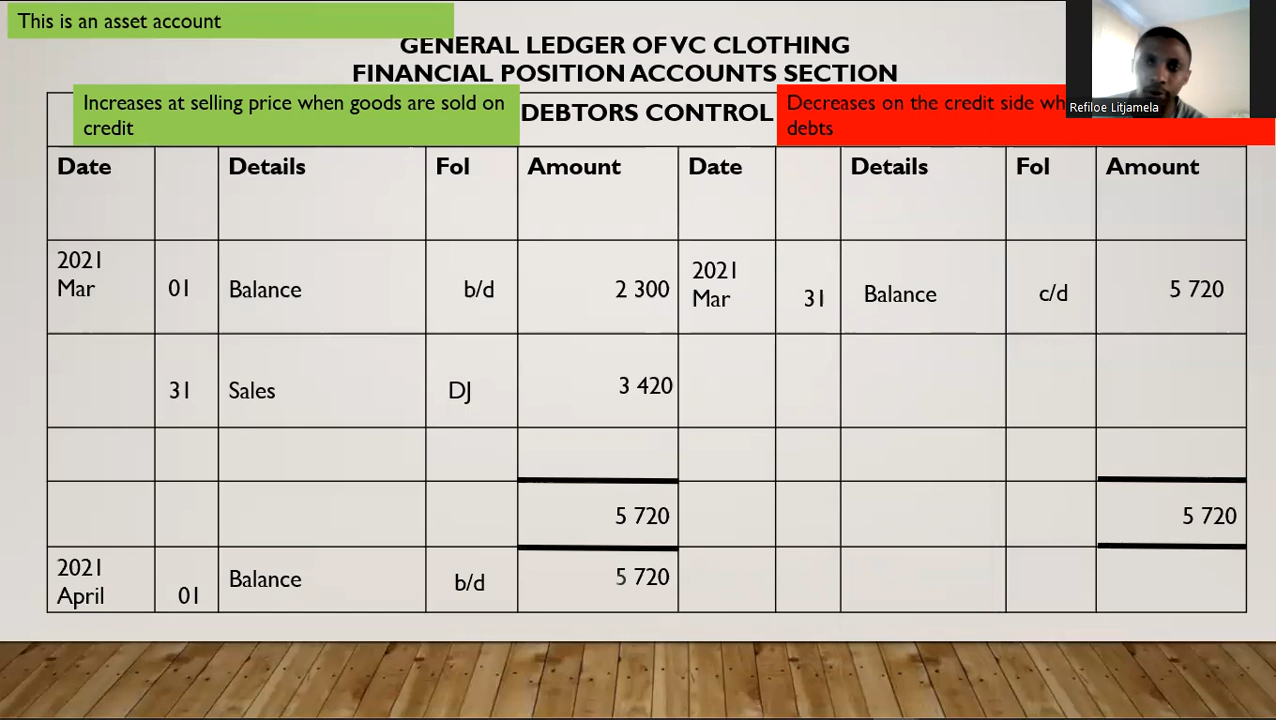 This is an asset account
GENERAL LEDGER OF VC CLOTHING
FINANCIAL POSITION ACCOUNTS SECTION
Increases at selling price when goods are sold on
credit
DEBTORS CONTROL
Decreases on the credit side
debts
Refiloe Litjamela
Date Details Fol Amount Date Details Fol Amount
2021
Mar 01 Balance b/d 2 300 2021
Mar 31 Balance c/d 5 720
31 Sales DJ 3 420
5 720 5 720
2021
April 01 Balance b/d 5 720